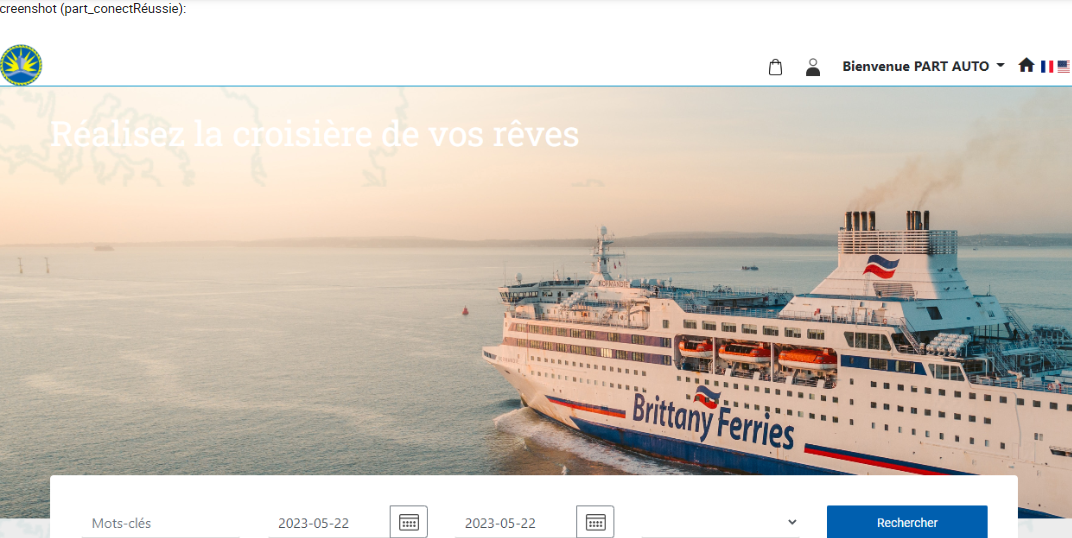 creenshot (part_conectRéussie):
Bienvenue PART AUTO
Réalisez la croisière de vos rêves
Brittany Ferries
Mots-clés
2023-05-22
2023-05-22
Rechercher